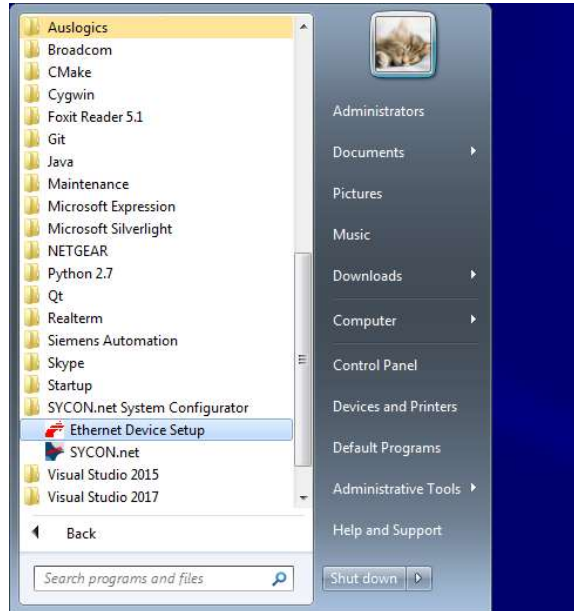 Auslogics
Broadcom
CMake
Cygwin
Foxit Reader 5.1
Git
Java
Maintenance
Microsoft Expression
Microsoft Silverlight
NETGEAR
Python 2.7
Qt
Realterm
Siemens Automation
Skype
Startup
SYCON.net System Configurator
Ethernet Device Setup
SYCON.net
Visual Studio 2015
Visual Studio 2017
Back
Search programs and files
Administrators
Documents
Pictures
Music
Downloads
Computer
Control Panel
Devices and Printers
Default Programs
Administrative Tools
Help and Support
Shut down